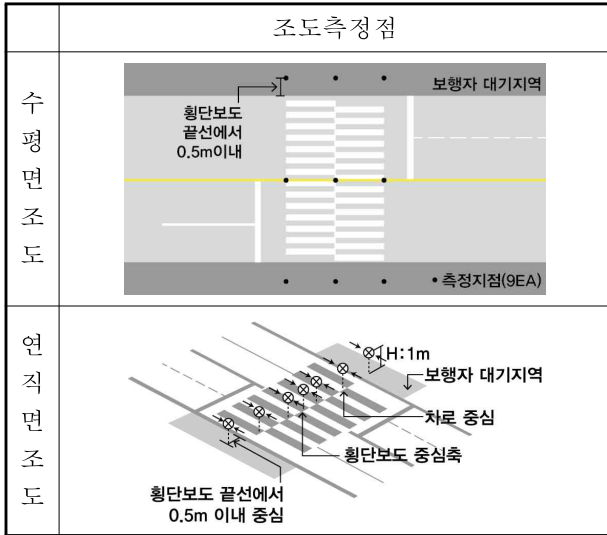 조도측정점
수
평
면
조
도
보행자 대기지역
횡단보도
끝선에서
0.5m이내
• 측정지점(9EA)
연
직
면
조
도
H:1m
보행자 대기지역
차로 중심
횡단보도 중심축
횡단보도 끝선에서
0.5m 이내 중심